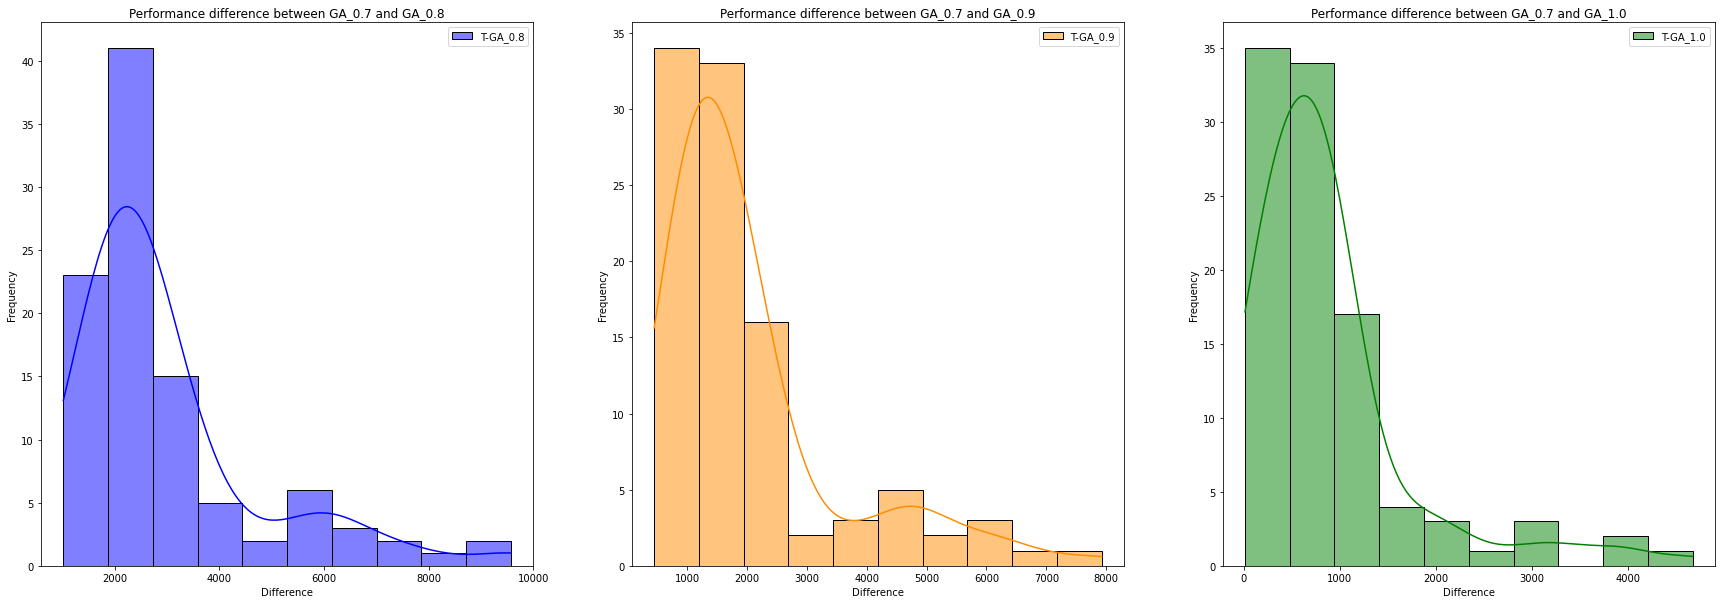 Performance difference between GA_0.7 and GA_0.8
T-GA_0.8
Frequency
40
35
30
25
20
15
10
5
0
2000 4000 6000 8000 10000
Difference
Performance difference between GA_0.7 and GA_0.9
T-GA_0.9
Frequency
35
30
25
20
15
10
5
0
1000 2000 3000 4000 5000 6000 7000 8000
Difference
Performance difference between GA_0.7 and GA_1.0
T-GA_1.0
Frequency
35
30
25
20
15
10
5
0
0 1000 2000 3000 4000
Difference